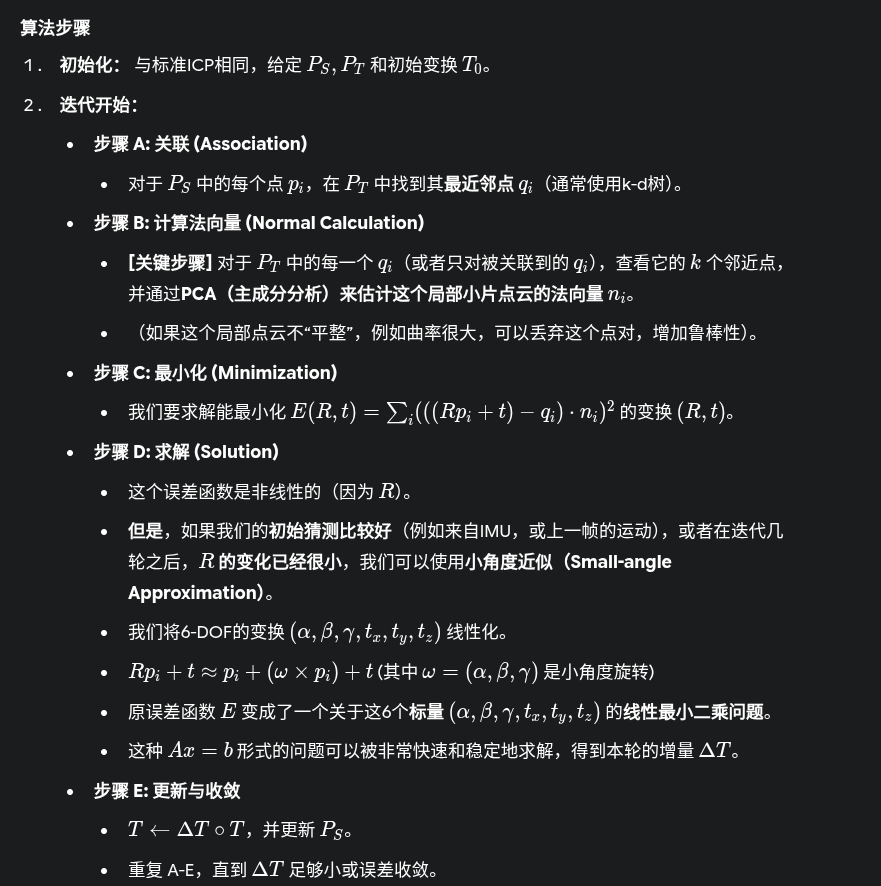 算法步骤
1. 初始化： 与标准ICP相同，给定 $P_S, P_T$ 和初始变换 $T_0$。
2. 迭代开始：
• 步骤 A: 关联 (Association)
• 对于 $P_S$ 中的每个点 $p_i$，在 $P_T$ 中找到其最近邻点 $q_i$（通常使用k-d树）。
• 步骤 B: 计算法向量 (Normal Calculation)
• [关键步骤] 对于 $P_T$ 中的每一个 $q_i$（或者只对被关联到的 $q_i$），查看它的 $k$ 个邻近点，
并通过PCA（主成分分析）来估计这个局部小片点云的法向量 $n_i$。
• （如果这个局部点云不“平整”，例如曲率很大，可以丢弃这个点对，增加鲁棒性）。
• 步骤 C: 最小化 (Minimization)
• 我们要求解能最小化 $E(R, t) = \sum_i (((Rp_i + t) - q_i) \cdot n_i)^2$ 的变换 $(R, t)$。
• 步骤 D: 求解 (Solution)
• 这个误差函数是非线性的（因为 $R$）。
• 但是，如果我们的初始猜测比较好（例如来自IMU，或上一帧的运动），或者在迭代几
轮之后，$R$ 的变化已经很小，我们可以使用小角度近似（Small-angle
Approximation）。
• 我们将6-DOF的变换 $(\alpha, \beta, \gamma, t_x, t_y, t_z)$ 线性化。
• $Rp_i + t \approx p_i + (\omega \times p_i) + t$ (其中 $\omega = (\alpha, \beta, \gamma)$ 是小角度旋转)
• 原误差函数 $E$ 变成了一个关于这6个标量 $(\alpha, \beta, \gamma, t_x, t_y, t_z)$ 的线性最小二乘问题。
• 这种 $Ax = b$ 形式的问题可以被非常快速和稳定地求解，得到本轮的增量 $\Delta T$。
• 步骤 E: 更新与收敛
• $T \leftarrow \Delta T \circ T$，并更新 $P_S$。
• 重复 A-E，直到 $\Delta T$ 足够小或误差收敛。